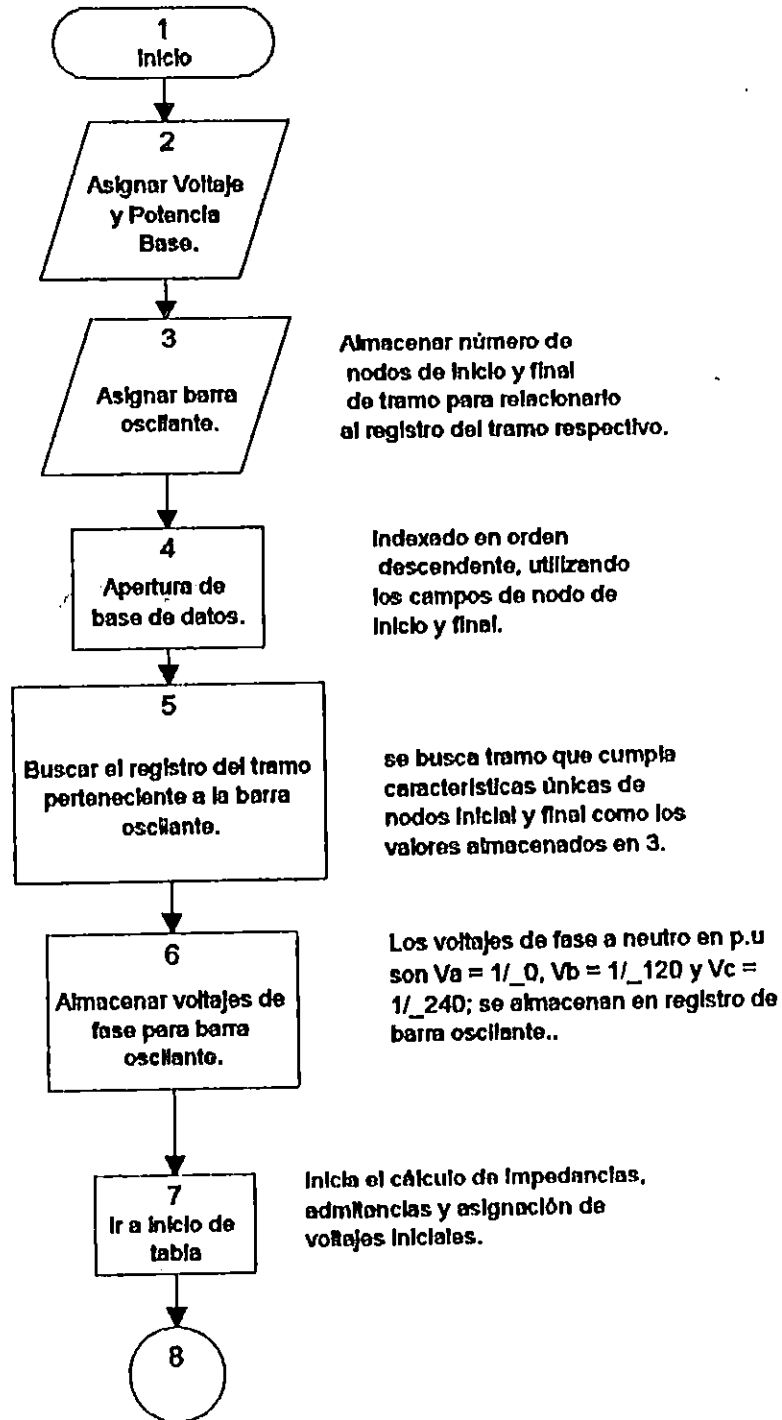 1
Inicio
2
Asignar Voltaje
y Potencia
Base.
3
Asignar barra
oscilante.
Almacenar número de
nodos de inicio y final
de tramo para relacionarlo
al registro del tramo respectivo.
4
Apertura de
base de datos.
Indexado en orden
descendente, utilizando
los campos de nodo de
inicio y final.
5
Buscar el registro del tramo
perteneciente a la barra
oscilante.
se busca tramo que cumpla
características únicas de
nodos inicial y final como los
valores almacenados en 3.
6
Almacenar voltajes de
fase para barra
oscilante.
Los voltajes de fase a neutro en p.u
son Va = 1/_0, Vb = 1/_120 y Vc =
1/_240; se almacenan en registro de
barra oscilante..
7
Ir a inicio de
tabla
Inicia el cálculo de impedancias,
admitancias y asignación de
voltajes iniciales.
8